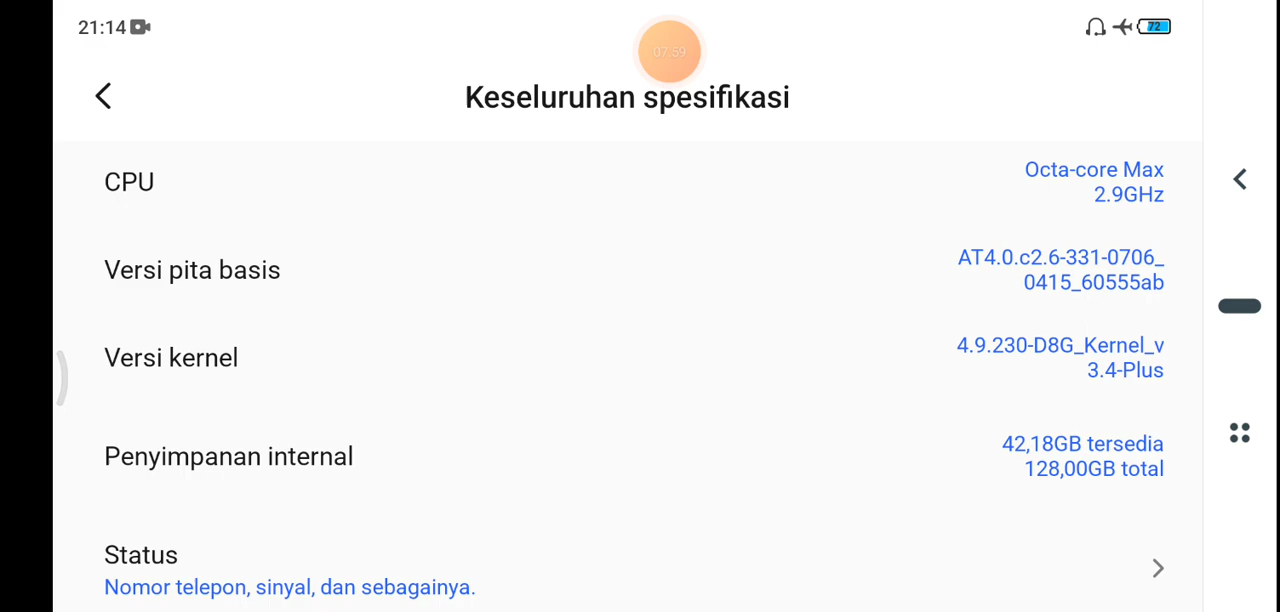 21:14
72
07:59
Keseluruhan spesifikasi
CPU
Octa-core Max
2.9GHz
Versi pita basis
AT4.0.c2.6-331-0706_
0415_60555ab
Versi kernel
4.9.230-D8G_Kernel_v
3.4-Plus
Penyimpanan internal
42,18GB tersedia
128,00GB total
Status
Nomor telepon, sinyal, dan sebagainya.